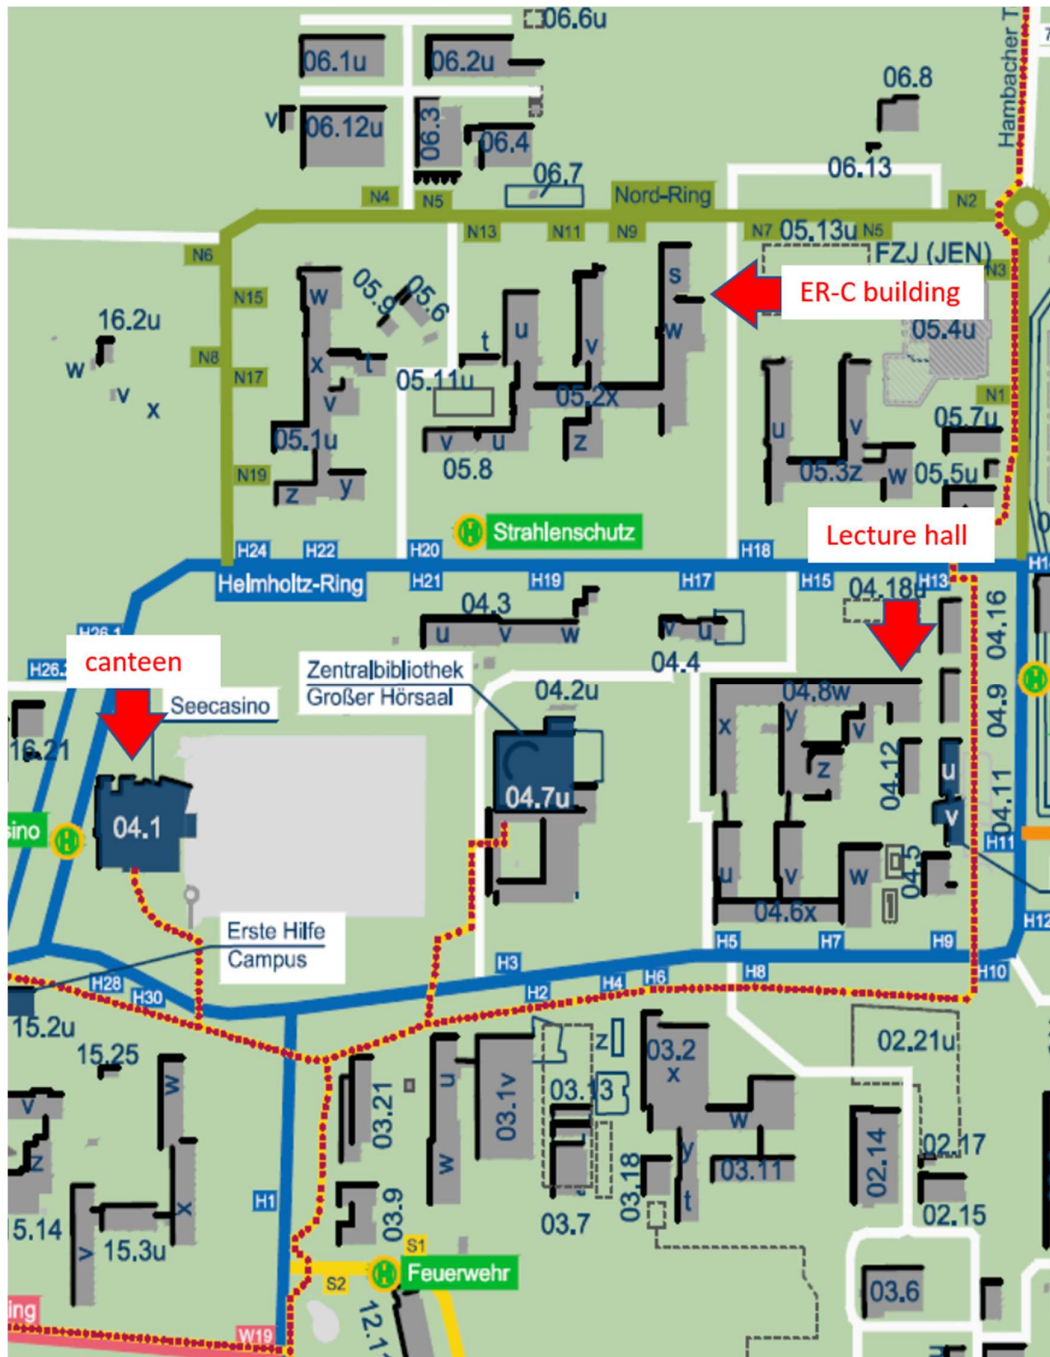 06.6u
06.1u
06.2u
Hambacher T
06.8
v
06.12u
06.3
06.4
06.7
06.13
N4
N5
Nord-Ring
N2
N13
N11
N9
N7
05.13u
N5
N6
FZJ (JEN)
N3
N15
w
05.9
05.6
s
ER-C building
16.2u
u
w
05.4u
N8
w
x
t
t
v
N17
05.11u
05.2x
N1
v
x
v
05.7u
05.1u
v
u
z
u
v
05.8
05.3z
w
05.5u
N19
z
y
Strahlenschutz
Lecture hall
H24
H22
H20
H18
Helmholtz-Ring
H21
H19
H17
H15
H13
04.18u
04.3
u
v
w
v
u
04.4
04.16
H26.1
H26.
canteen
Zentralbibliothek
Großer Hörsaal
04.2u
04.8w
04.9
Seecasino
x
y
v
16.21
z
04.12
u
04.7u
v
04.11
04.1
sino
H11
u
v
w
04.5
04.6x
H12
Erste Hilfe
Campus
H5
H7
H9
H3
H28
H30
H2
H4
H6
H8
H10
15.2u
15.25
w
z
03.2
x
02.21u
u
03.1v
03.13
v
03.21
z
w
w
y
03.11
02.14
02.17
03.18
t
02.15
H1
x
03.9
03.7
15.14
v
15.3u
S1
S2
Feuerwehr
03.6
12.11
ing
W19